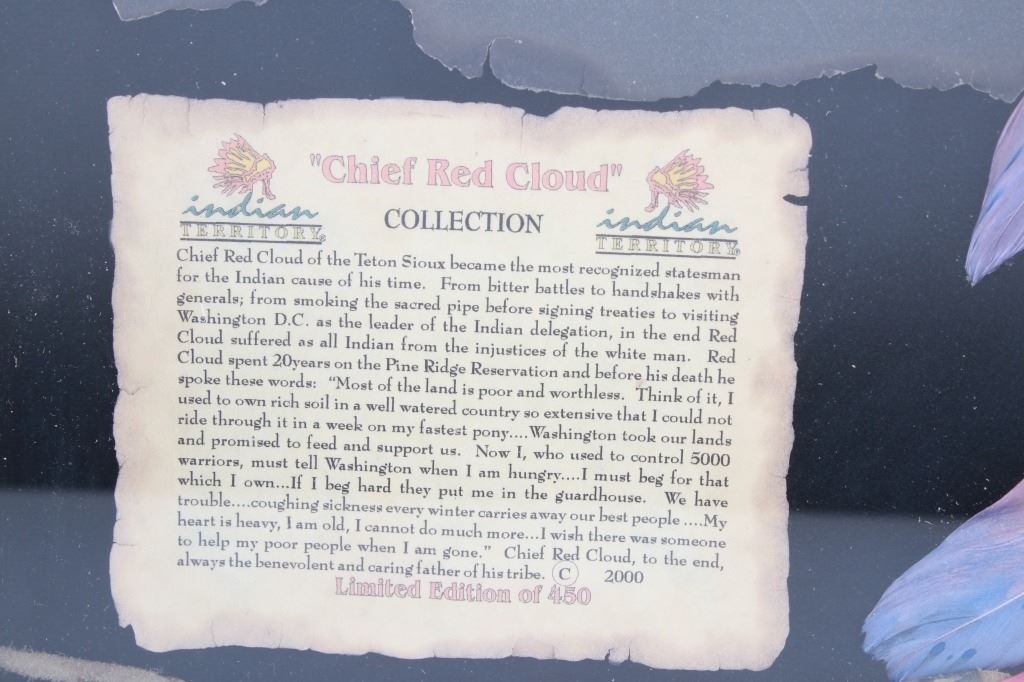 "Chief Red Cloud"
indian
TERRITORY®
COLLECTION
indian
TERRITORY®
Chief Red Cloud of the Teton Sioux became the most recognized statesman
for the Indian cause of his time. From bitter battles to handshakes with
generals; from smoking the sacred pipe before signing treaties to visiting
Washington D.C. as the leader of the Indian delegation, in the end Red
Cloud suffered as all Indian from the injustices of the white man. Red
Cloud spent 20years on the Pine Ridge Reservation and before his death he
spoke these words: "Most of the land is poor and worthless. Think of it, I
used to own rich soil in a well watered country so extensive that I could not
ride through it in a week on my fastest pony....Washington took our lands
and promised to feed and support us. Now I, who used to control 5000
warriors, must tell Washington when I am hungry....I must beg for that
which I own...If I beg hard they put me in the guardhouse. We have
trouble....coughing sickness every winter carries away our best people ....My
heart is heavy, I am old, I cannot do much more...I wish there was someone
to help my poor people when I am gone." Chief Red Cloud, to the end,
always the benevolent and caring father of his tribe. © 2000
Limited Edition of 450